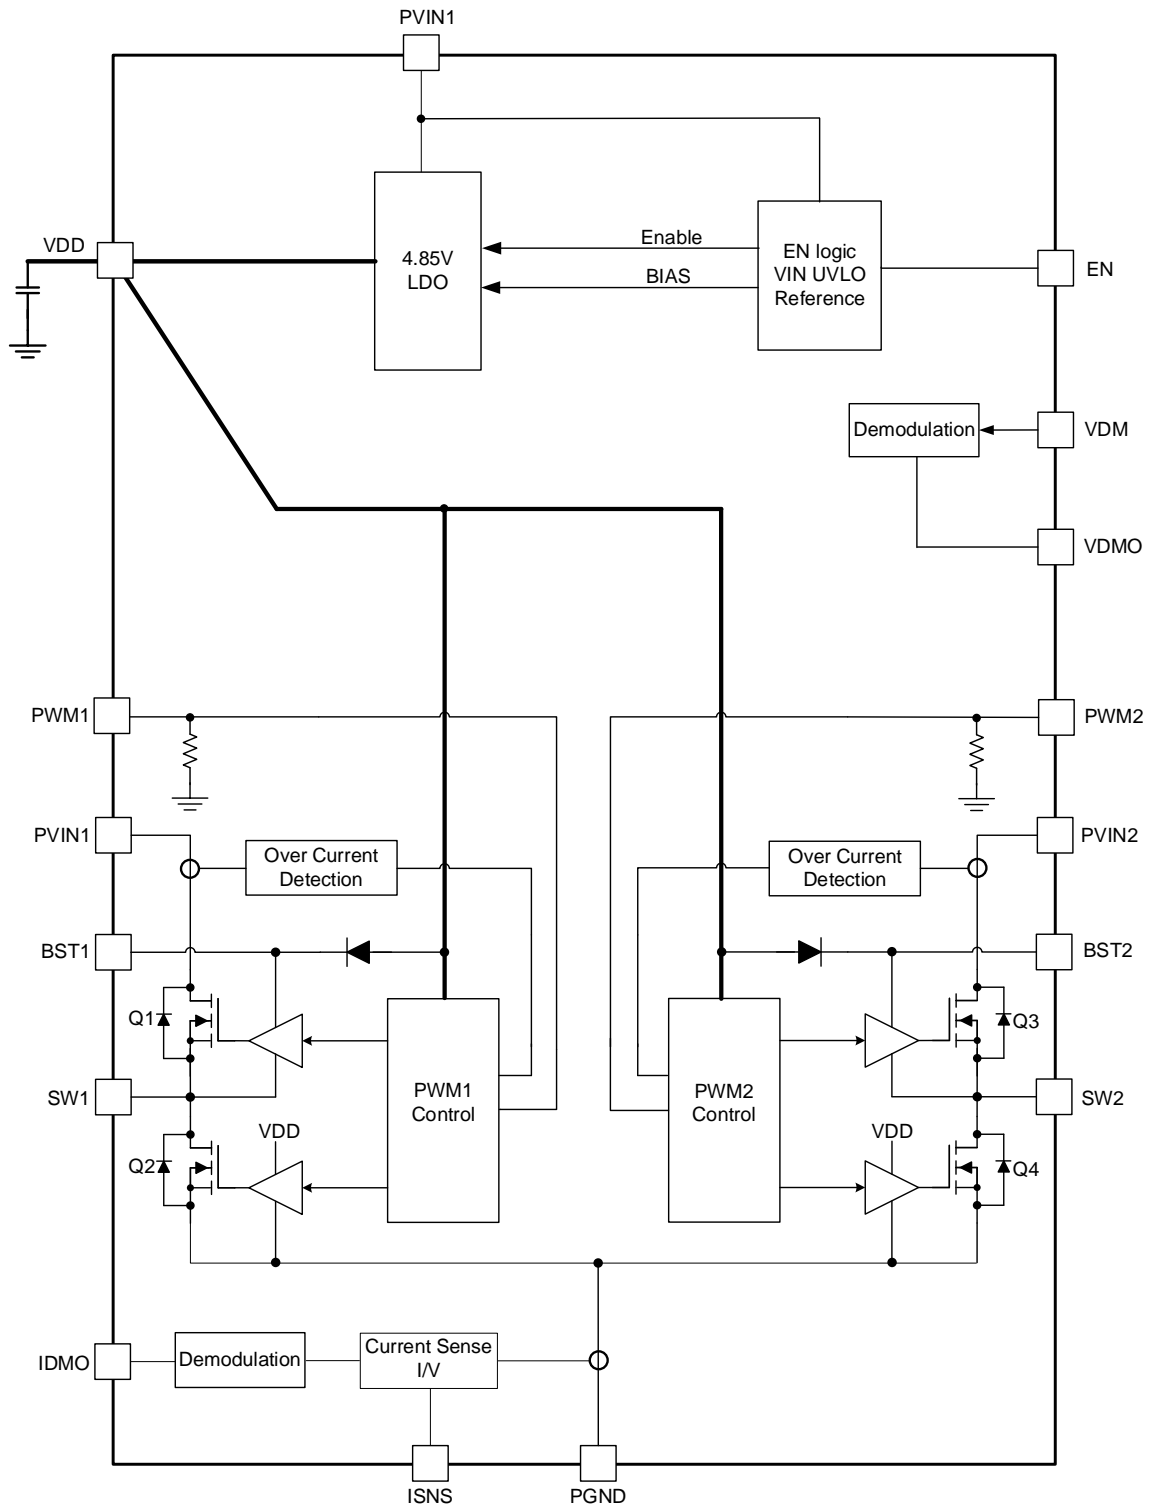 PVIN1
VDD
4.85V
LDO
Enable
BIAS
EN logic
VIN UVLO
Reference
EN
Demodulation
VDM
VDMO
PWM1
PWM2
PVIN1
Over Current
Detection
Over Current
Detection
PVIN2
BST1
BST2
Q1
Q3
SW1
PWM1
Control
PWM2
Control
SW2
VDD
VDD
Q2
Q4
IDMO
Demodulation
Current Sense
I/V
ISNS
PGND